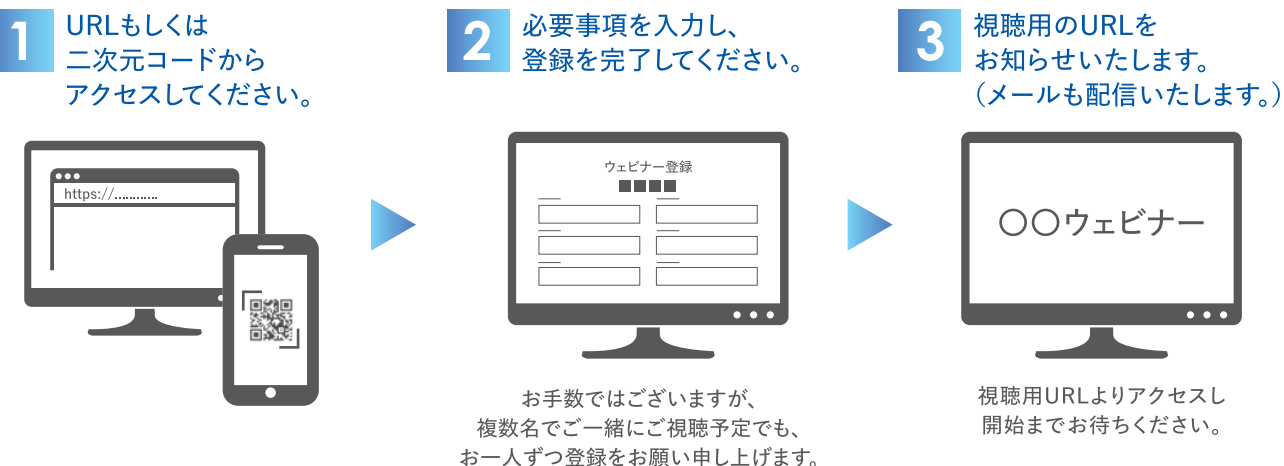 1
URLもしくは
二次元コードから
アクセスしてください。
https://............
2
必要事項を入力し、
登録を完了してください。
ウェビナー登録
■■■■
お手数ではございますが、
複数名でご一緒にご視聴予定でも、
お一人ずつ登録をお願い申し上げます。
3
視聴用のURLを
お知らせいたします。
（メールも配信いたします。）
〇〇ウェビナー
視聴用URLよりアクセスし
開始までお待ちください。